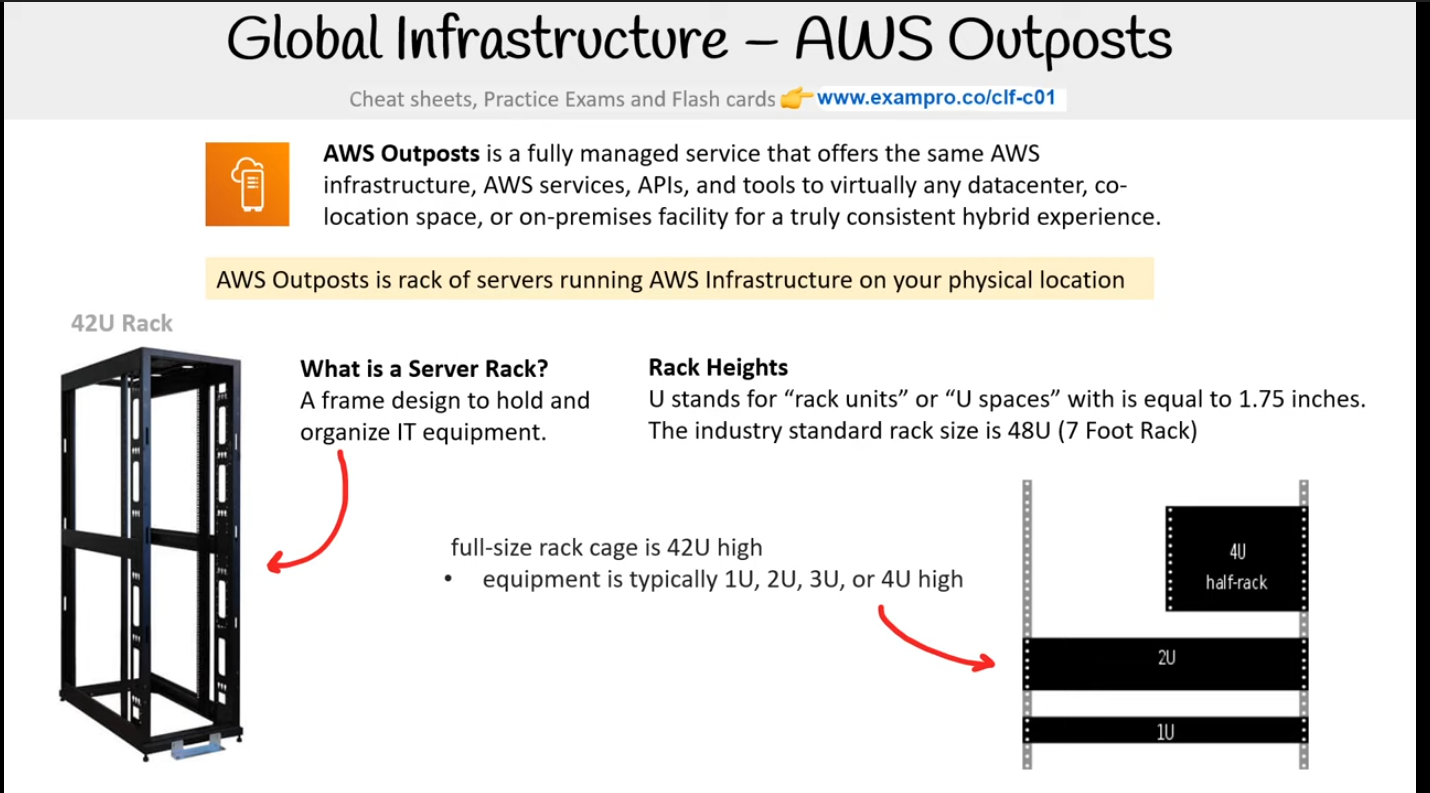 Global Infrastructure – AWS Outposts
Cheat sheets, Practice Exams and Flash cards 👉 www.exampro.co/clf-c01
AWS Outposts is a fully managed service that offers the same AWS
infrastructure, AWS services, APIs, and tools to virtually any datacenter, co-
location space, or on-premises facility for a truly consistent hybrid experience.
AWS Outposts is rack of servers running AWS Infrastructure on your physical location
42U Rack
What is a Server Rack?
A frame design to hold and
organize IT equipment.
Rack Heights
U stands for “rack units” or “U spaces” with is equal to 1.75 inches.
The industry standard rack size is 48U (7 Foot Rack)
full-size rack cage is 42U high
• equipment is typically 1U, 2U, 3U, or 4U high
4U
half-rack
2U
1U